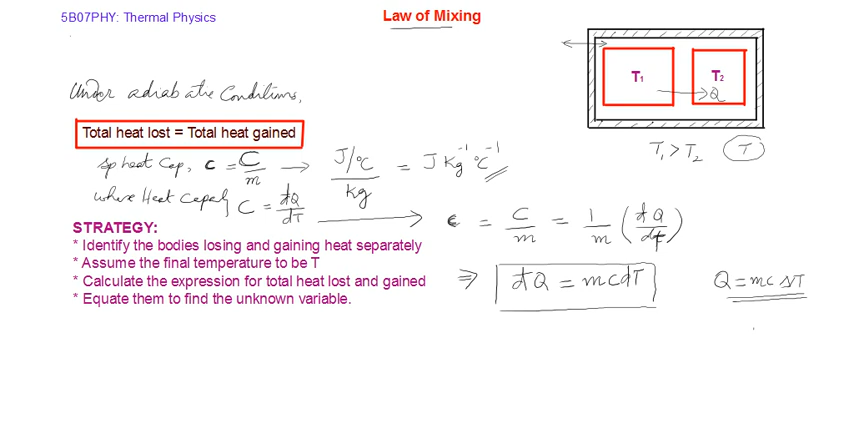 5B07PHY: Thermal Physics
Law of Mixing
T₁ T₂
Q
T₁ > T₂ T
Under adiabatic Conditions,
Total heat lost = Total heat gained
sp heat Cap, c = C/m → (J/°C)/kg = J kg⁻¹ °C⁻¹
where Heat Capacity C = đQ/dT → c = C/m = 1/m (đQ/dT)
STRATEGY:
* Identify the bodies losing and gaining heat separately
* Assume the final temperature to be T
* Calculate the expression for total heat lost and gained
* Equate them to find the unknown variable.
⇒ đQ = mcdT
Q = mcΔT